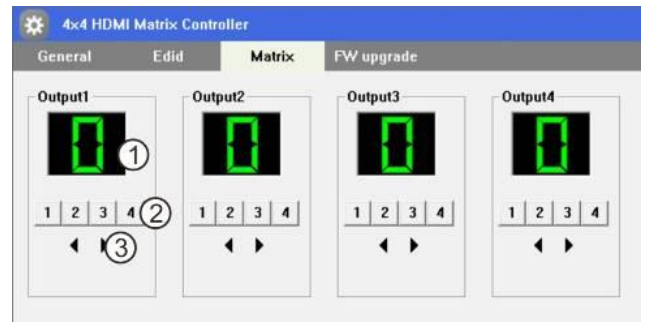 4x4 HDMI Matrix Controller
General Edid Matrix FW upgrade
Output1 Output2 Output3 Output4
0 0 0 0
1
1 2 3 4 1 2 3 4 1 2 3 4 1 2 3 4
2
3